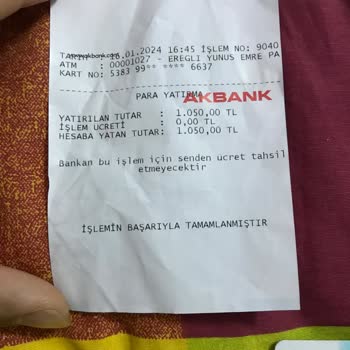 16.01.2024 16:45 İŞLEM NO: 9040
ATM : 00001027 - EREGLI YUNUS EMRE PA
KART NO: 5383 99** **** 6637
PARA YATIRMA
AKBANK
YATIRILAN TUTAR : 1.050,00 TL
İŞLEM UCRETİ : 0,00 TL
HESABA YATAN TUTAR: 1.050,00 TL
Bankan bu işlem için senden ucret tahsil
etmeyecektir
İŞLEMİN BAŞARIYLA TAMAMLANMIŞTIR